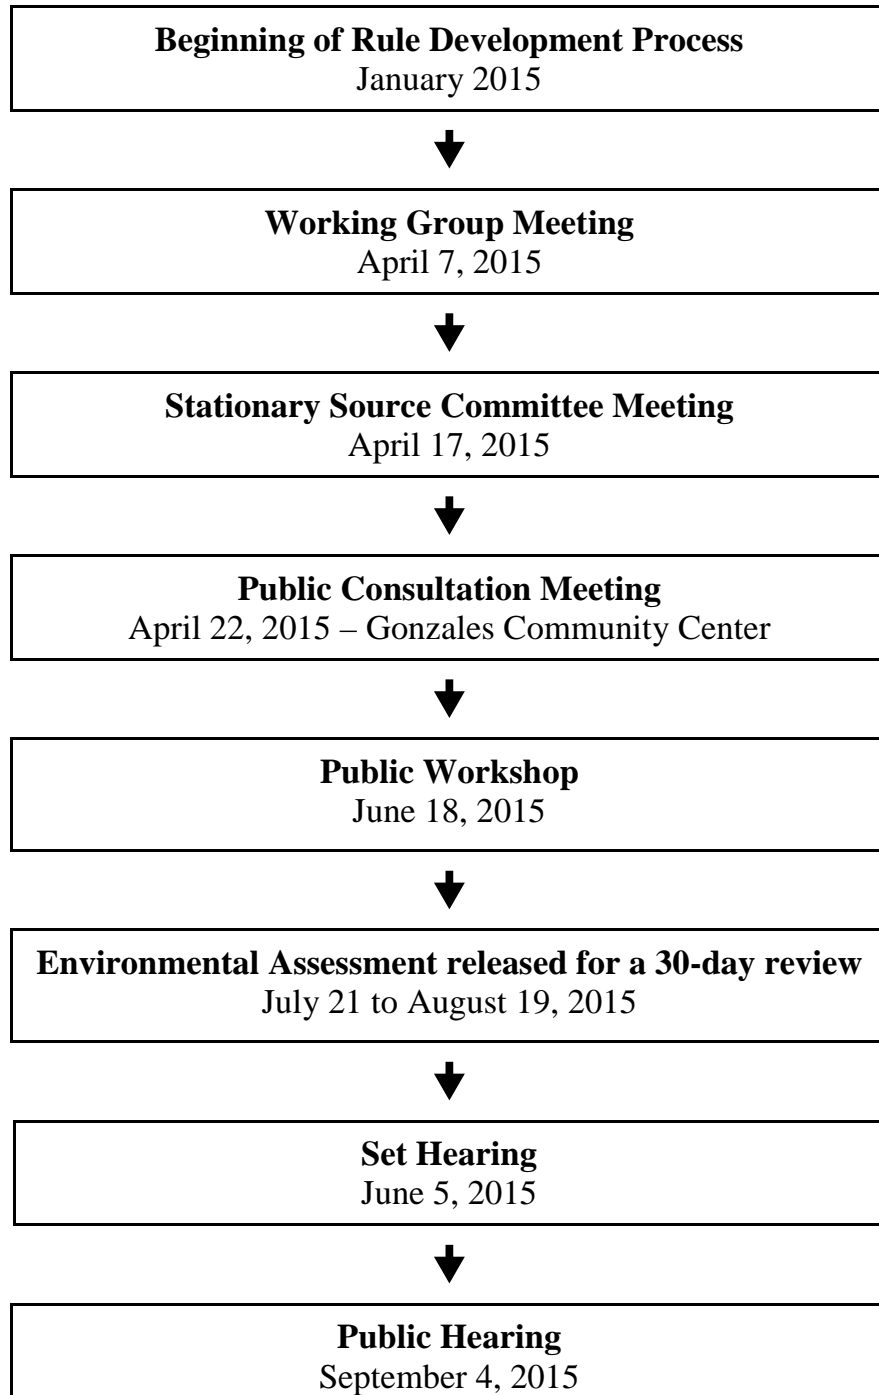 Beginning of Rule Development Process
January 2015
Working Group Meeting
April 7, 2015
Stationary Source Committee Meeting
April 17, 2015
Public Consultation Meeting
April 22, 2015 – Gonzales Community Center
Public Workshop
June 18, 2015
Environmental Assessment released for a 30-day review
July 21 to August 19, 2015
Set Hearing
June 5, 2015
Public Hearing
September 4, 2015